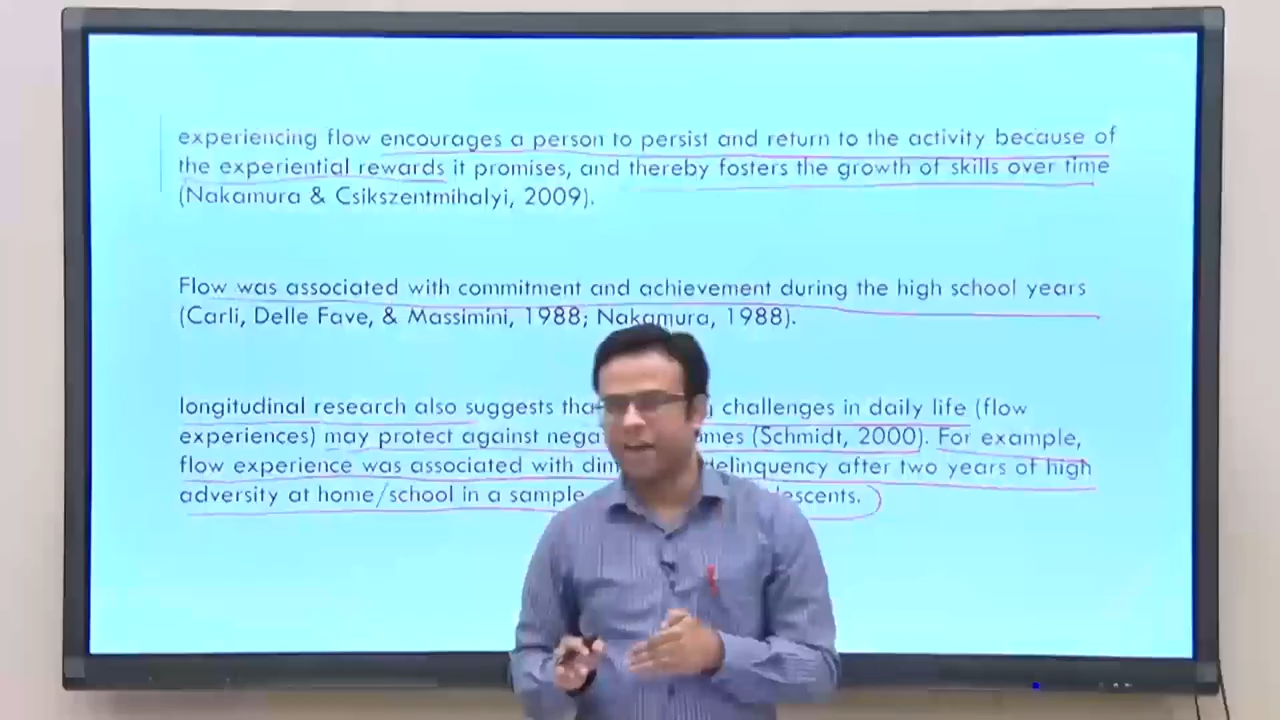 experiencing flow encourages a person to persist and return to the activity because of
the experiential rewards it promises, and thereby fosters the growth of skills over time
(Nakamura & Csikszentmihalyi, 2009).
Flow was associated with commitment and achievement during the high school years
(Carli, Delle Fave, & Massimini, 1988; Nakamura, 1988).
longitudinal research also suggests challenges in daily life (flow
experiences) may protect against (Schmidt, 2000). For example,
flow experience was associated with delinquency after two years of high
adversity at home/school in a sample